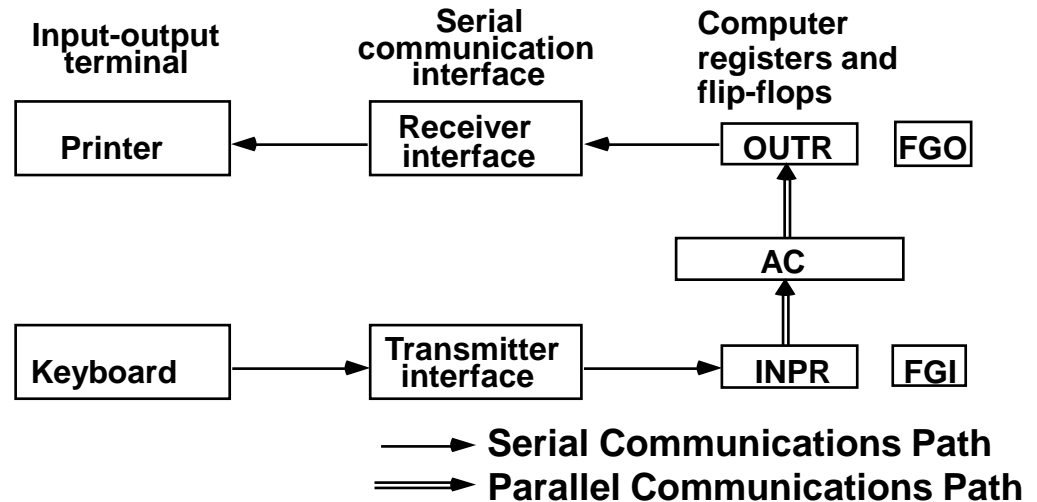 Input-output
terminal
Serial
communication
interface
Computer
registers and
flip-flops
Printer
Receiver
interface
OUTR
FGO
AC
Keyboard
Transmitter
interface
INPR
FGI
Serial Communications Path
Parallel Communications Path